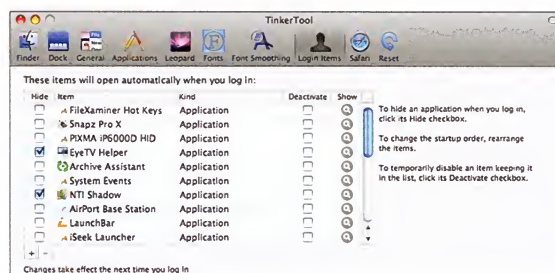 TinkerTool
Finder Dock General Applications Leopard Fonts Font Smoothing Login Items Safari Reset
These items will open automatically when you log in:
Hide Item Kind Deactivate Show
FileXaminer Hot Keys Application
Snapz Pro X Application
PIXMA iP6000D HID Application
EyeTV Helper Application
Archive Assistant Application
System Events Application
NTI Shadow Application
AirPort Base Station Application
LaunchBar Application
iSeek Launcher Application
To hide an application when you log in,
click its Hide checkbox.
To change the startup order, rearrange
the items.
To temporarily disable an item keeping it
in the list, click its Deactivate checkbox.
+ -
Changes take effect the next time you log in